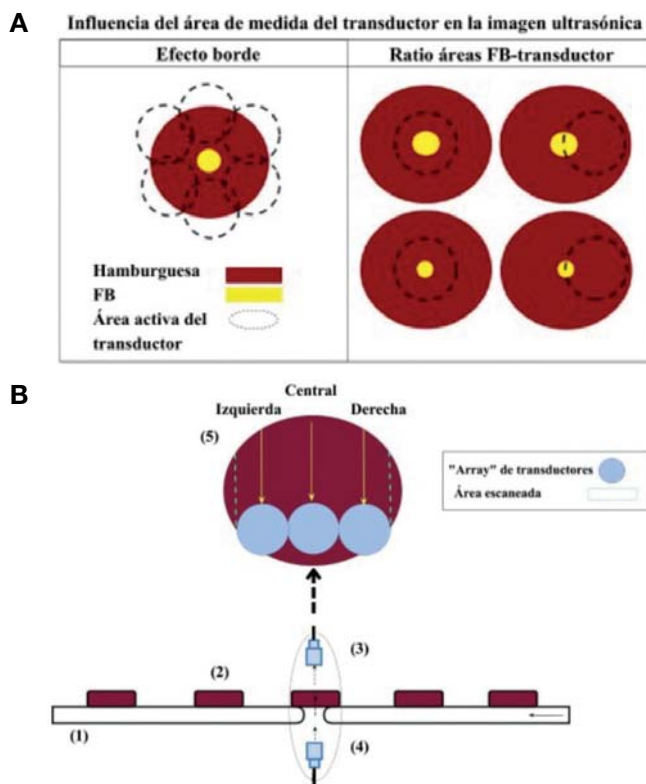 A
Influencia del área de medida del transductor en la imagen ultrasónica
Efecto borde
Ratio áreas FB-transductor
Hamburguesa
FB
Área activa del
transductor
B
Central
Izquierda
Derecha
(5)
"Array" de transductores
Área escaneada
(3)
(2)
(1)
(4)